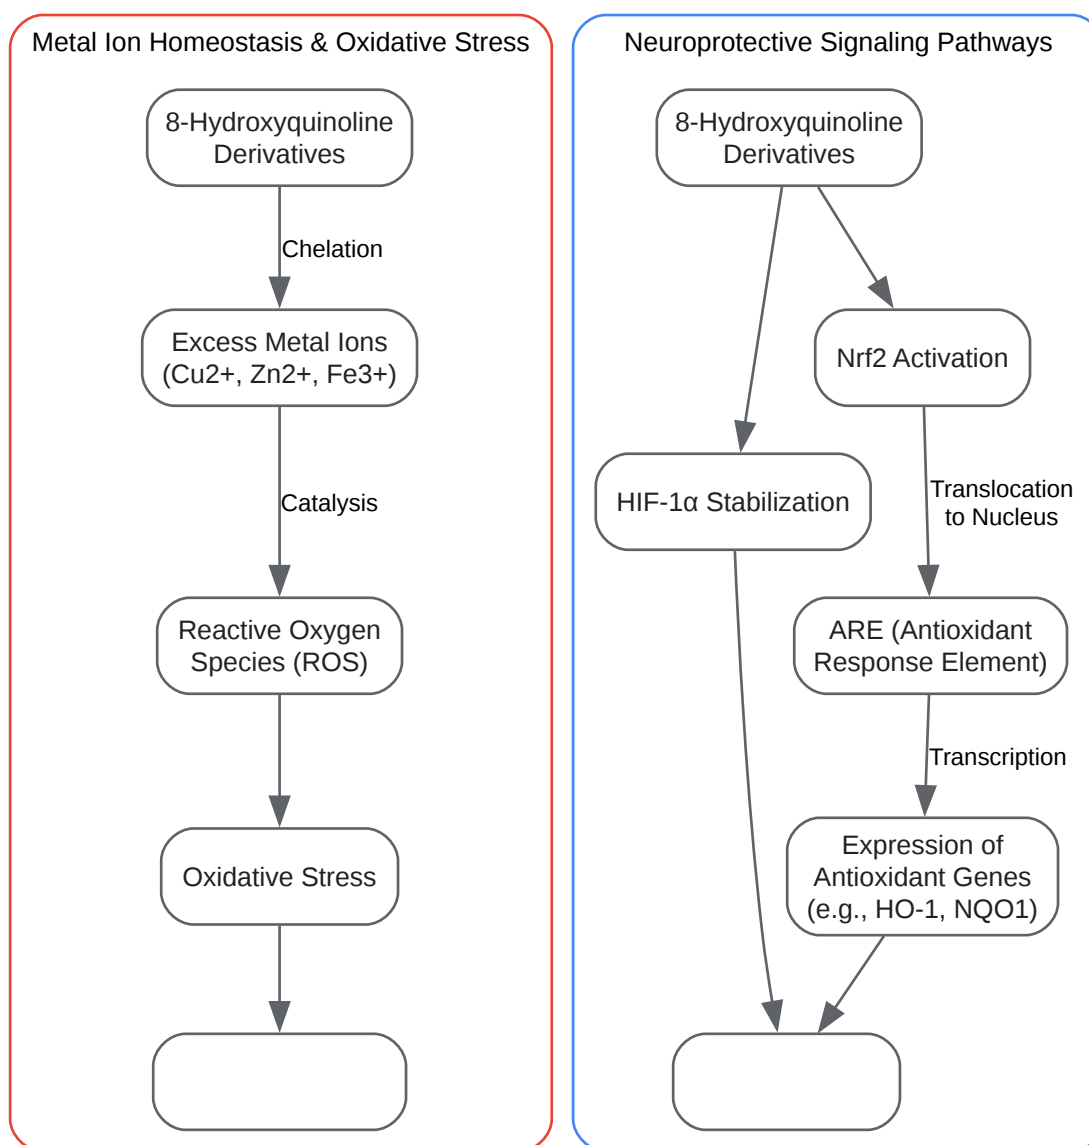 Metal Ion Homeostasis & Oxidative Stress
8-Hydroxyquinoline
Derivatives
Chelation
Excess Metal Ions
(Cu2+, Zn2+, Fe3+)
Catalysis
Reactive Oxygen
Species (ROS)
Oxidative Stress
Neuroprotective Signaling Pathways
8-Hydroxyquinoline
Derivatives
Nrf2 Activation
HIF-1α Stabilization
Translocation
to Nucleus
ARE (Antioxidant
Response Element)
Transcription
Expression of
Antioxidant Genes
(e.g., HO-1, NQO1)